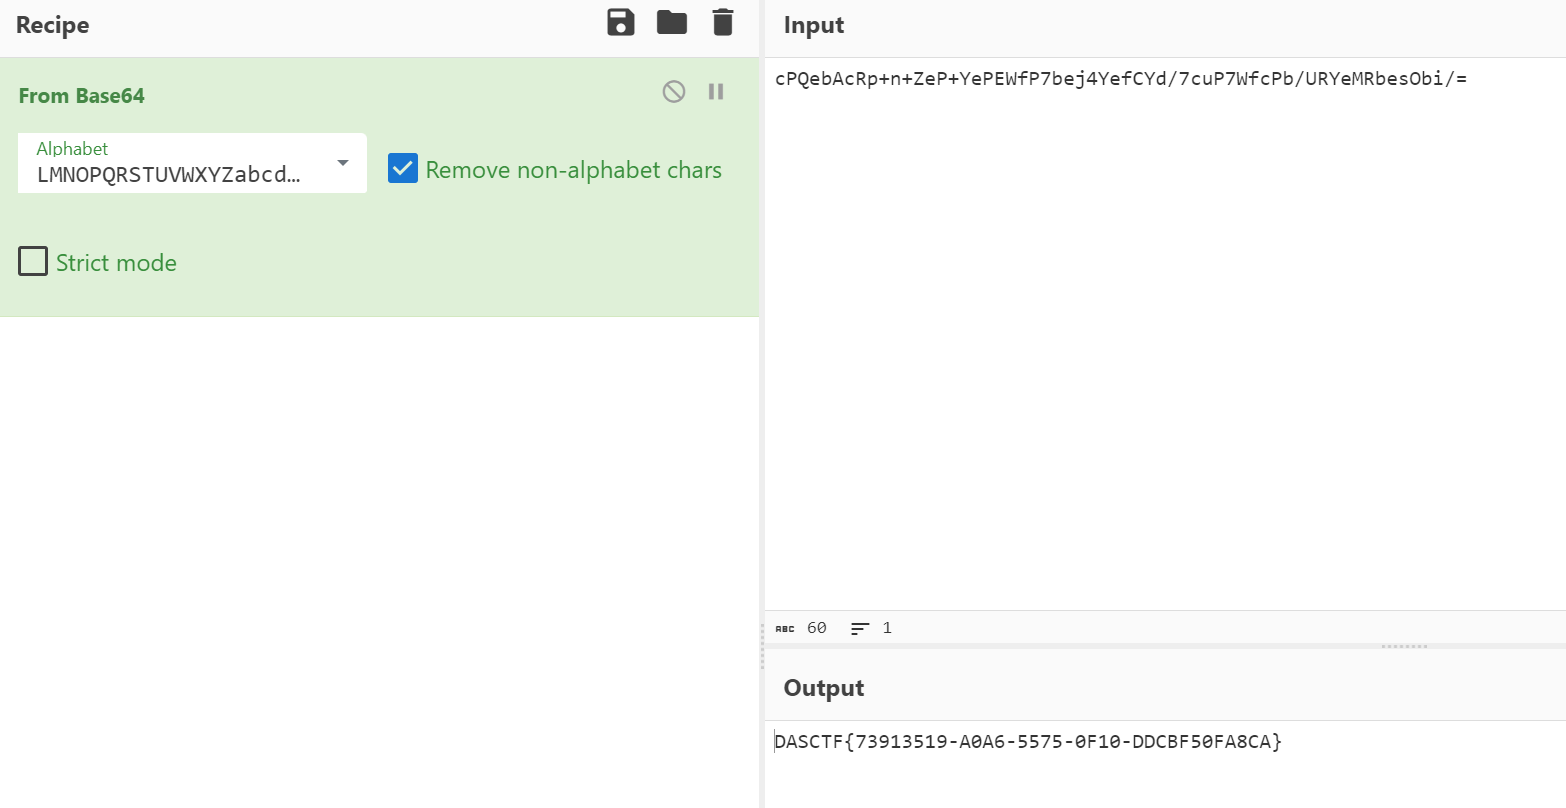 Recipe
From Base64
Alphabet
LMNOPQRSTUVWXYZabcd...
Remove non-alphabet chars
Strict mode
Input
cPQebAcRp+n+ZeP+YePEWfP7bej4YefCYd/7cuP7WfcPb/URYeMRbesObi/=
ABC 60 1
Output
DASCTF{73913519-A0A6-5575-0F10-DDCBF50FA8CA}